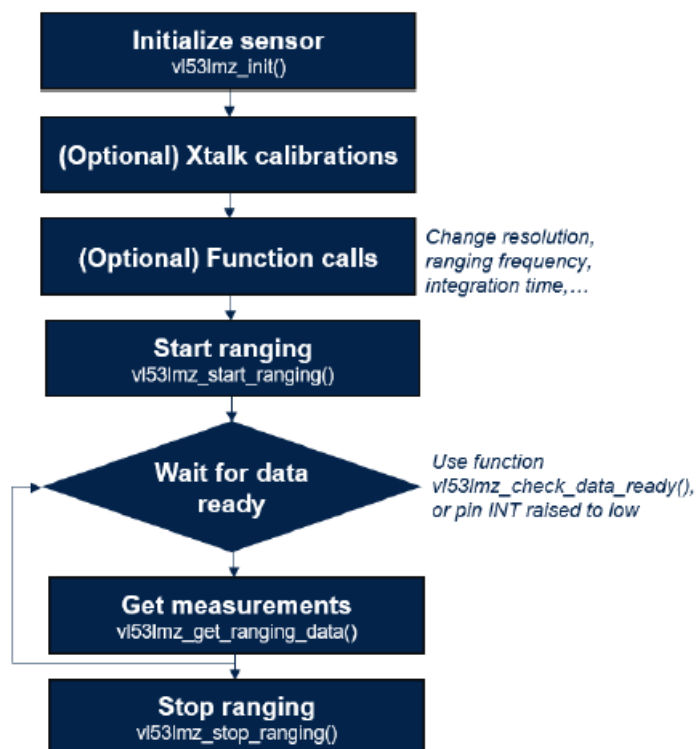 Initialize sensor
vl53lmz_init()
(Optional) Xtalk calibrations
(Optional) Function calls
Change resolution,
ranging frequency,
integration time,…
Start ranging
vl53lmz_start_ranging()
Wait for data
ready
Use function
vl53lmz_check_data_ready(),
or pin INT raised to low
Get measurements
vl53lmz_get_ranging_data()
Stop ranging
vl53lmz_stop_ranging()